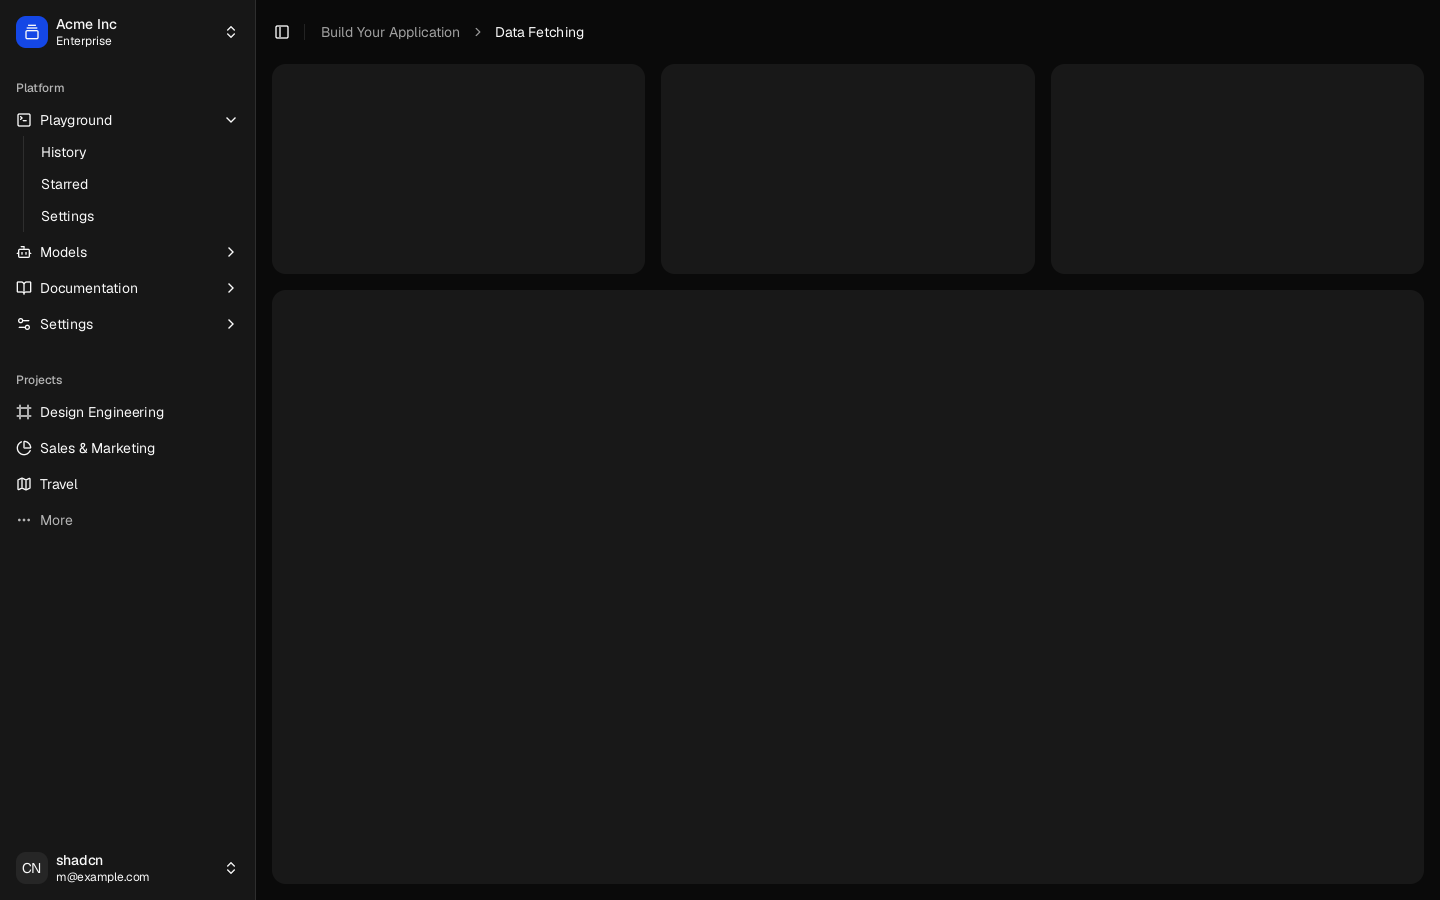 Acme Inc
Enterprise
Platform
Playground
History
Starred
Settings
Models
Documentation
Settings
Projects
Design Engineering
Sales & Marketing
Travel
More
CN
shadcn
m@example.com
Build Your Application
Data Fetching